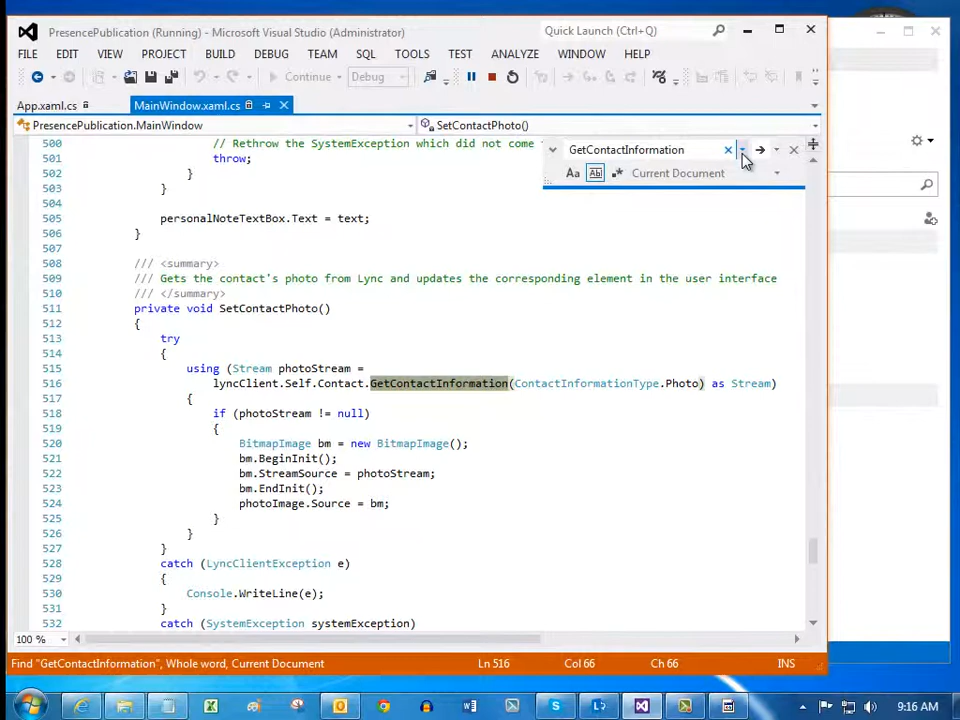 PresencePublication (Running) - Microsoft Visual Studio (Administrator)
Quick Launch (Ctrl+Q)
FILE EDIT VIEW PROJECT BUILD DEBUG TEAM SQL TOOLS TEST ANALYZE WINDOW HELP
Continue Debug
App.xaml.cs MainWindow.xaml.cs
PresencePublication.MainWindow SetContactPhoto()
GetContactInformation
Aa Ab Current Document
500 // Rethrow the SystemException which did not come
501 throw;
502 }
503 }
504
505 personalNoteTextBox.Text = text;
506 }
507
508 /// <summary>
509 /// Gets the contact's photo from Lync and updates the corresponding element in the user interface
510 /// </summary>
511 private void SetContactPhoto()
512 {
513 try
514 {
515 using (Stream photoStream =
516 lyncClient.Self.Contact.GetContactInformation(ContactInformationType.Photo) as Stream)
517 {
518 if (photoStream != null)
519 {
520 BitmapImage bm = new BitmapImage();
521 bm.BeginInit();
522 bm.StreamSource = photoStream;
523 bm.EndInit();
524 photoImage.Source = bm;
525 }
526 }
527 }
528 catch (LyncClientException e)
529 {
530 Console.WriteLine(e);
531 }
532 catch (SystemException systemException)
100 %
Find "GetContactInformation", Whole word, Current Document Ln 516 Col 66 Ch 66 INS
9:16 AM